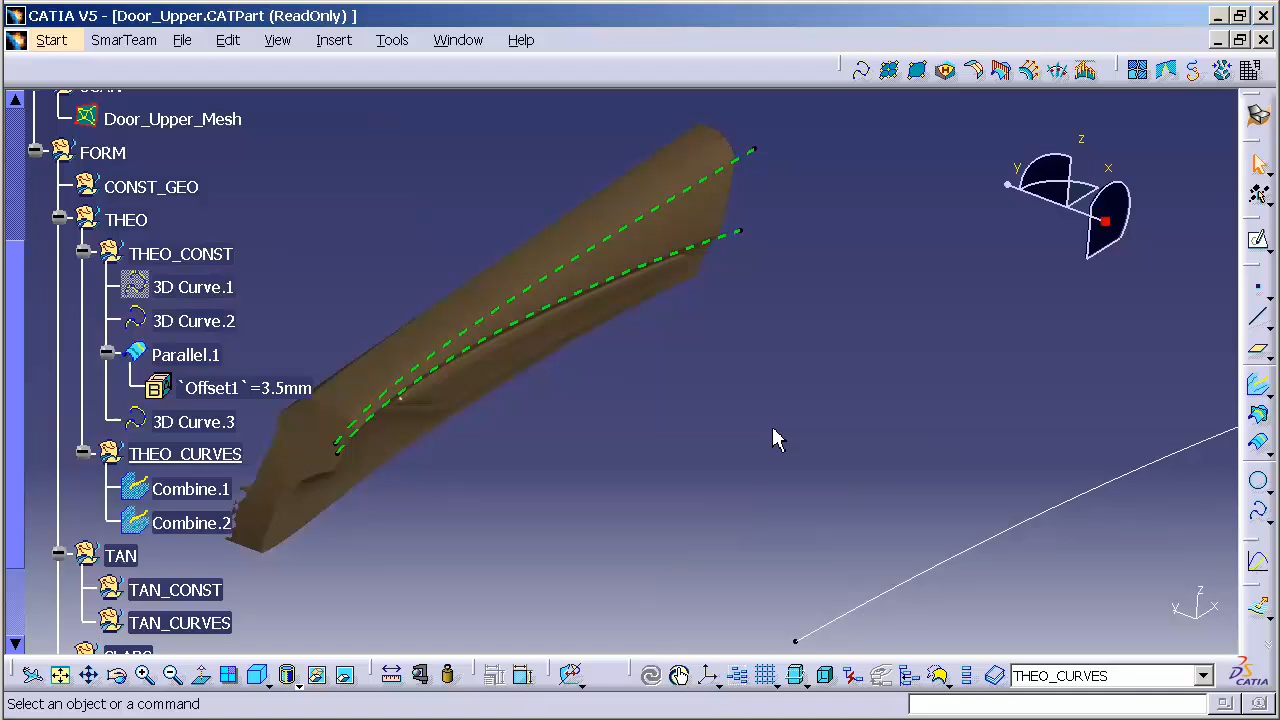 CATIA V5 - [Door_Upper.CATPart (ReadOnly) ]
Start SmarTeam File Edit View Insert Tools Window Help
Door_Upper_Mesh
FORM
CONST_GEO
THEO
THEO_CONST
3D Curve.1
3D Curve.2
Parallel.1
`Offset1`=3.5mm
3D Curve.3
THEO_CURVES
Combine.1
Combine.2
TAN
TAN_CONST
TAN_CURVES
z
y x
z
y x
THEO_CURVES
CATIA
Select an object or a command